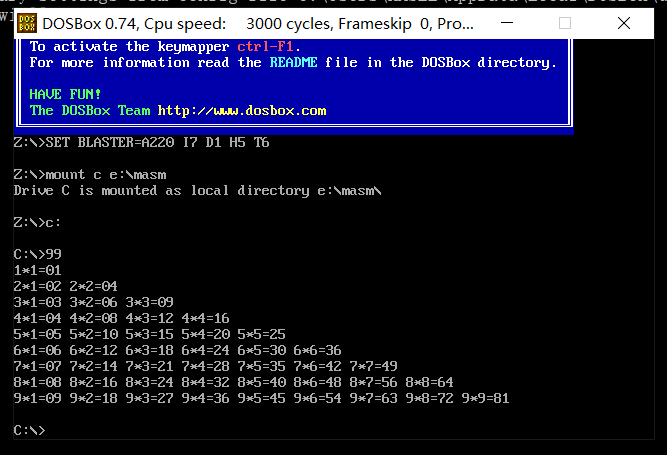 DOSBox 0.74, Cpu speed: 3000 cycles, Frameskip 0, Pro...
To activate the keymapper ctrl-F1.
For more information read the README file in the DOSBox directory.
HAVE FUN!
The DOSBox Team http://www.dosbox.com
Z:\>SET BLASTER=A220 I7 D1 H5 T6
Z:\>mount c e:\masm
Drive C is mounted as local directory e:\masm\
Z:\>c:
C:\>99
1*1=01
2*1=02 2*2=04
3*1=03 3*2=06 3*3=09
4*1=04 4*2=08 4*3=12 4*4=16
5*1=05 5*2=10 5*3=15 5*4=20 5*5=25
6*1=06 6*2=12 6*3=18 6*4=24 6*5=30 6*6=36
7*1=07 7*2=14 7*3=21 7*4=28 7*5=35 7*6=42 7*7=49
8*1=08 8*2=16 8*3=24 8*4=32 8*5=40 8*6=48 8*7=56 8*8=64
9*1=09 9*2=18 9*3=27 9*4=36 9*5=45 9*6=54 9*7=63 9*8=72 9*9=81
C:\>